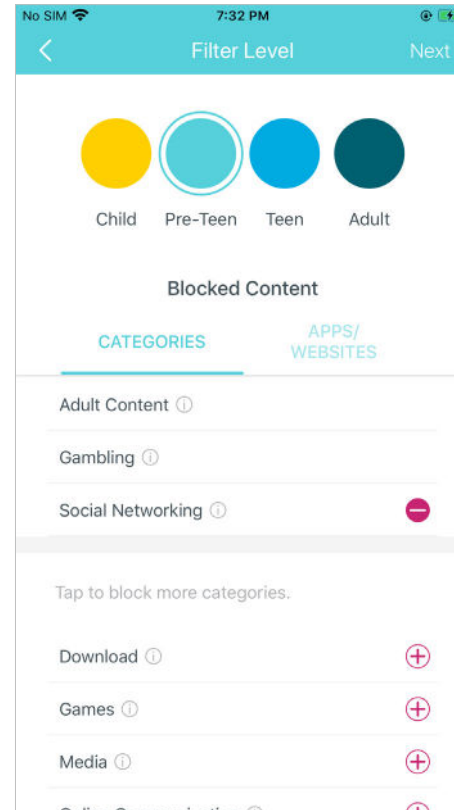 No SIM 7:32 PM
Filter Level Next
Child Pre-Teen Teen Adult
Blocked Content
CATEGORIES
APPS/
WEBSITES
Adult Content
Gambling
Social Networking
Tap to block more categories.
Download
Games
Media